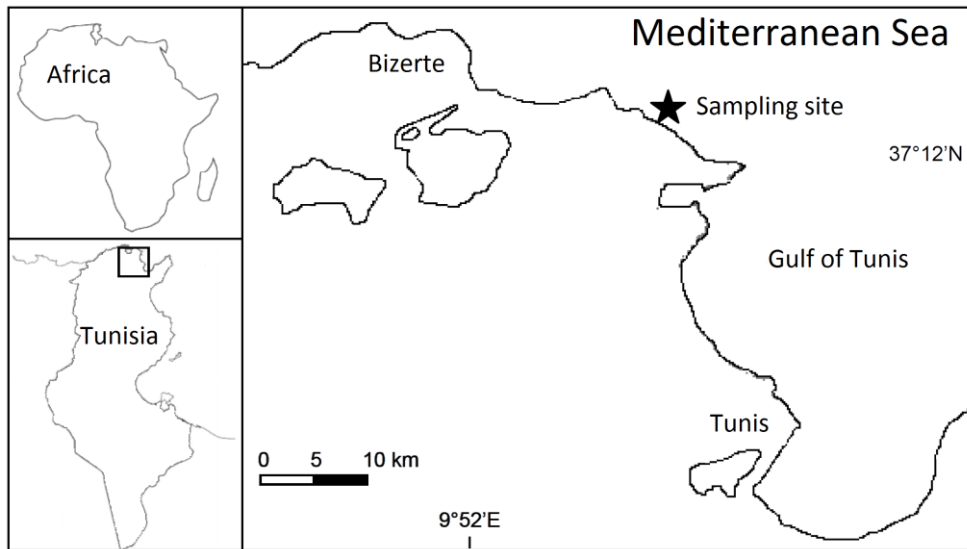 Africa
Tunisia
Mediterranean Sea
Bizerte
Sampling site
37°12'N
Gulf of Tunis
Tunis
0 5 10 km
9°52'E